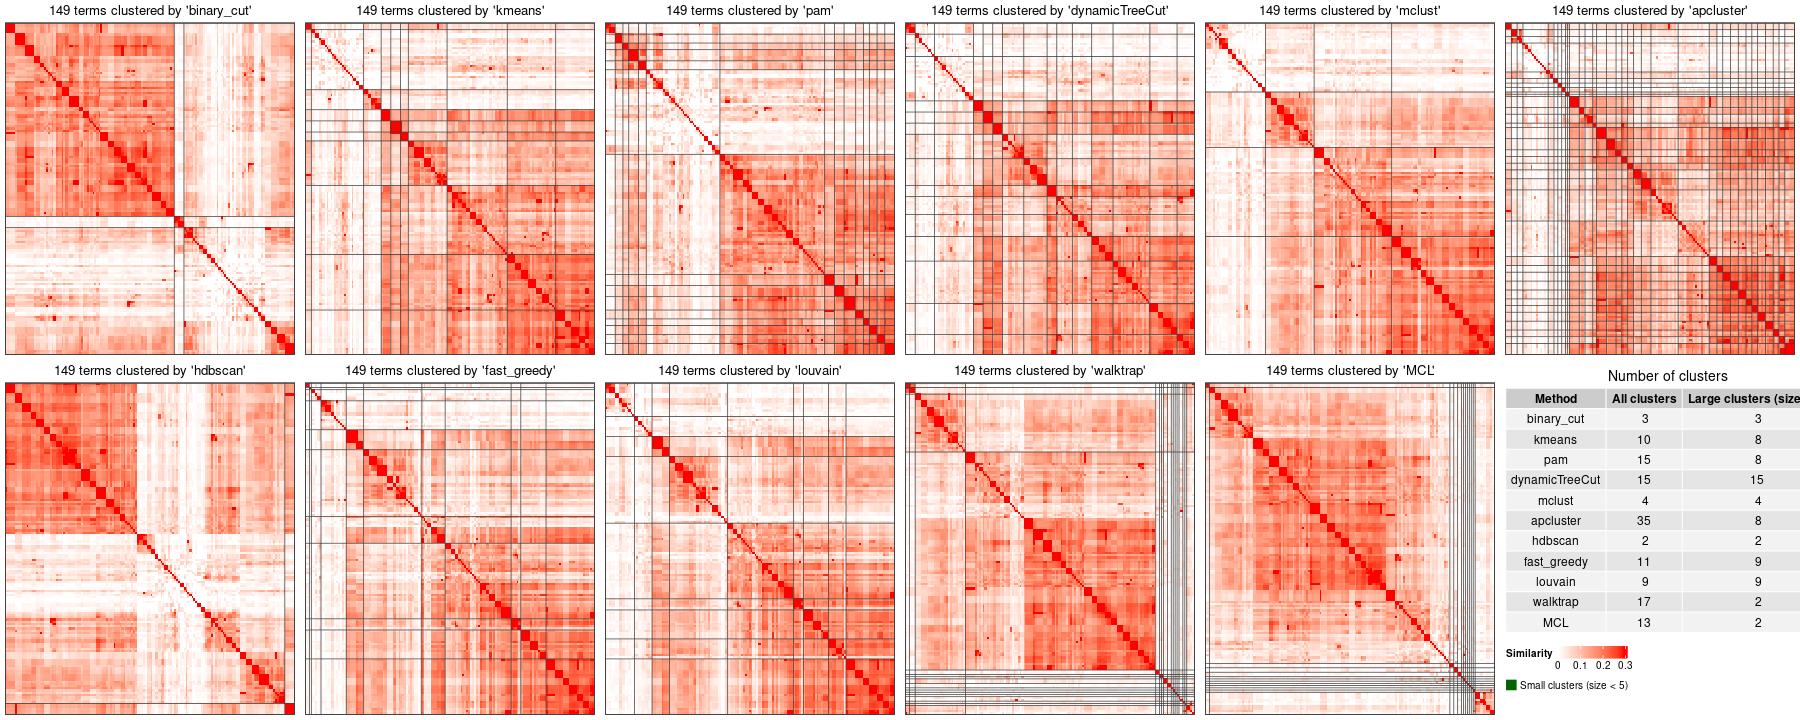 149 terms clustered by 'binary_cut'
149 terms clustered by 'kmeans'
149 terms clustered by 'pam'
149 terms clustered by 'dynamicTreeCut'
149 terms clustered by 'mclust'
149 terms clustered by 'apcluster'
149 terms clustered by 'hdbscan'
149 terms clustered by 'fast_greedy'
149 terms clustered by 'louvain'
149 terms clustered by 'walktrap'
149 terms clustered by 'MCL'
Number of clusters
Method All clusters Large clusters (size
binary_cut 3 3
kmeans 10 8
pam 15 8
dynamicTreeCut 15 15
mclust 4 4
apcluster 35 8
hdbscan 2 2
fast_greedy 11 9
louvain 9 9
walktrap 17 2
MCL 13 2
Similarity
0 0.1 0.2 0.3
Small clusters (size < 5)